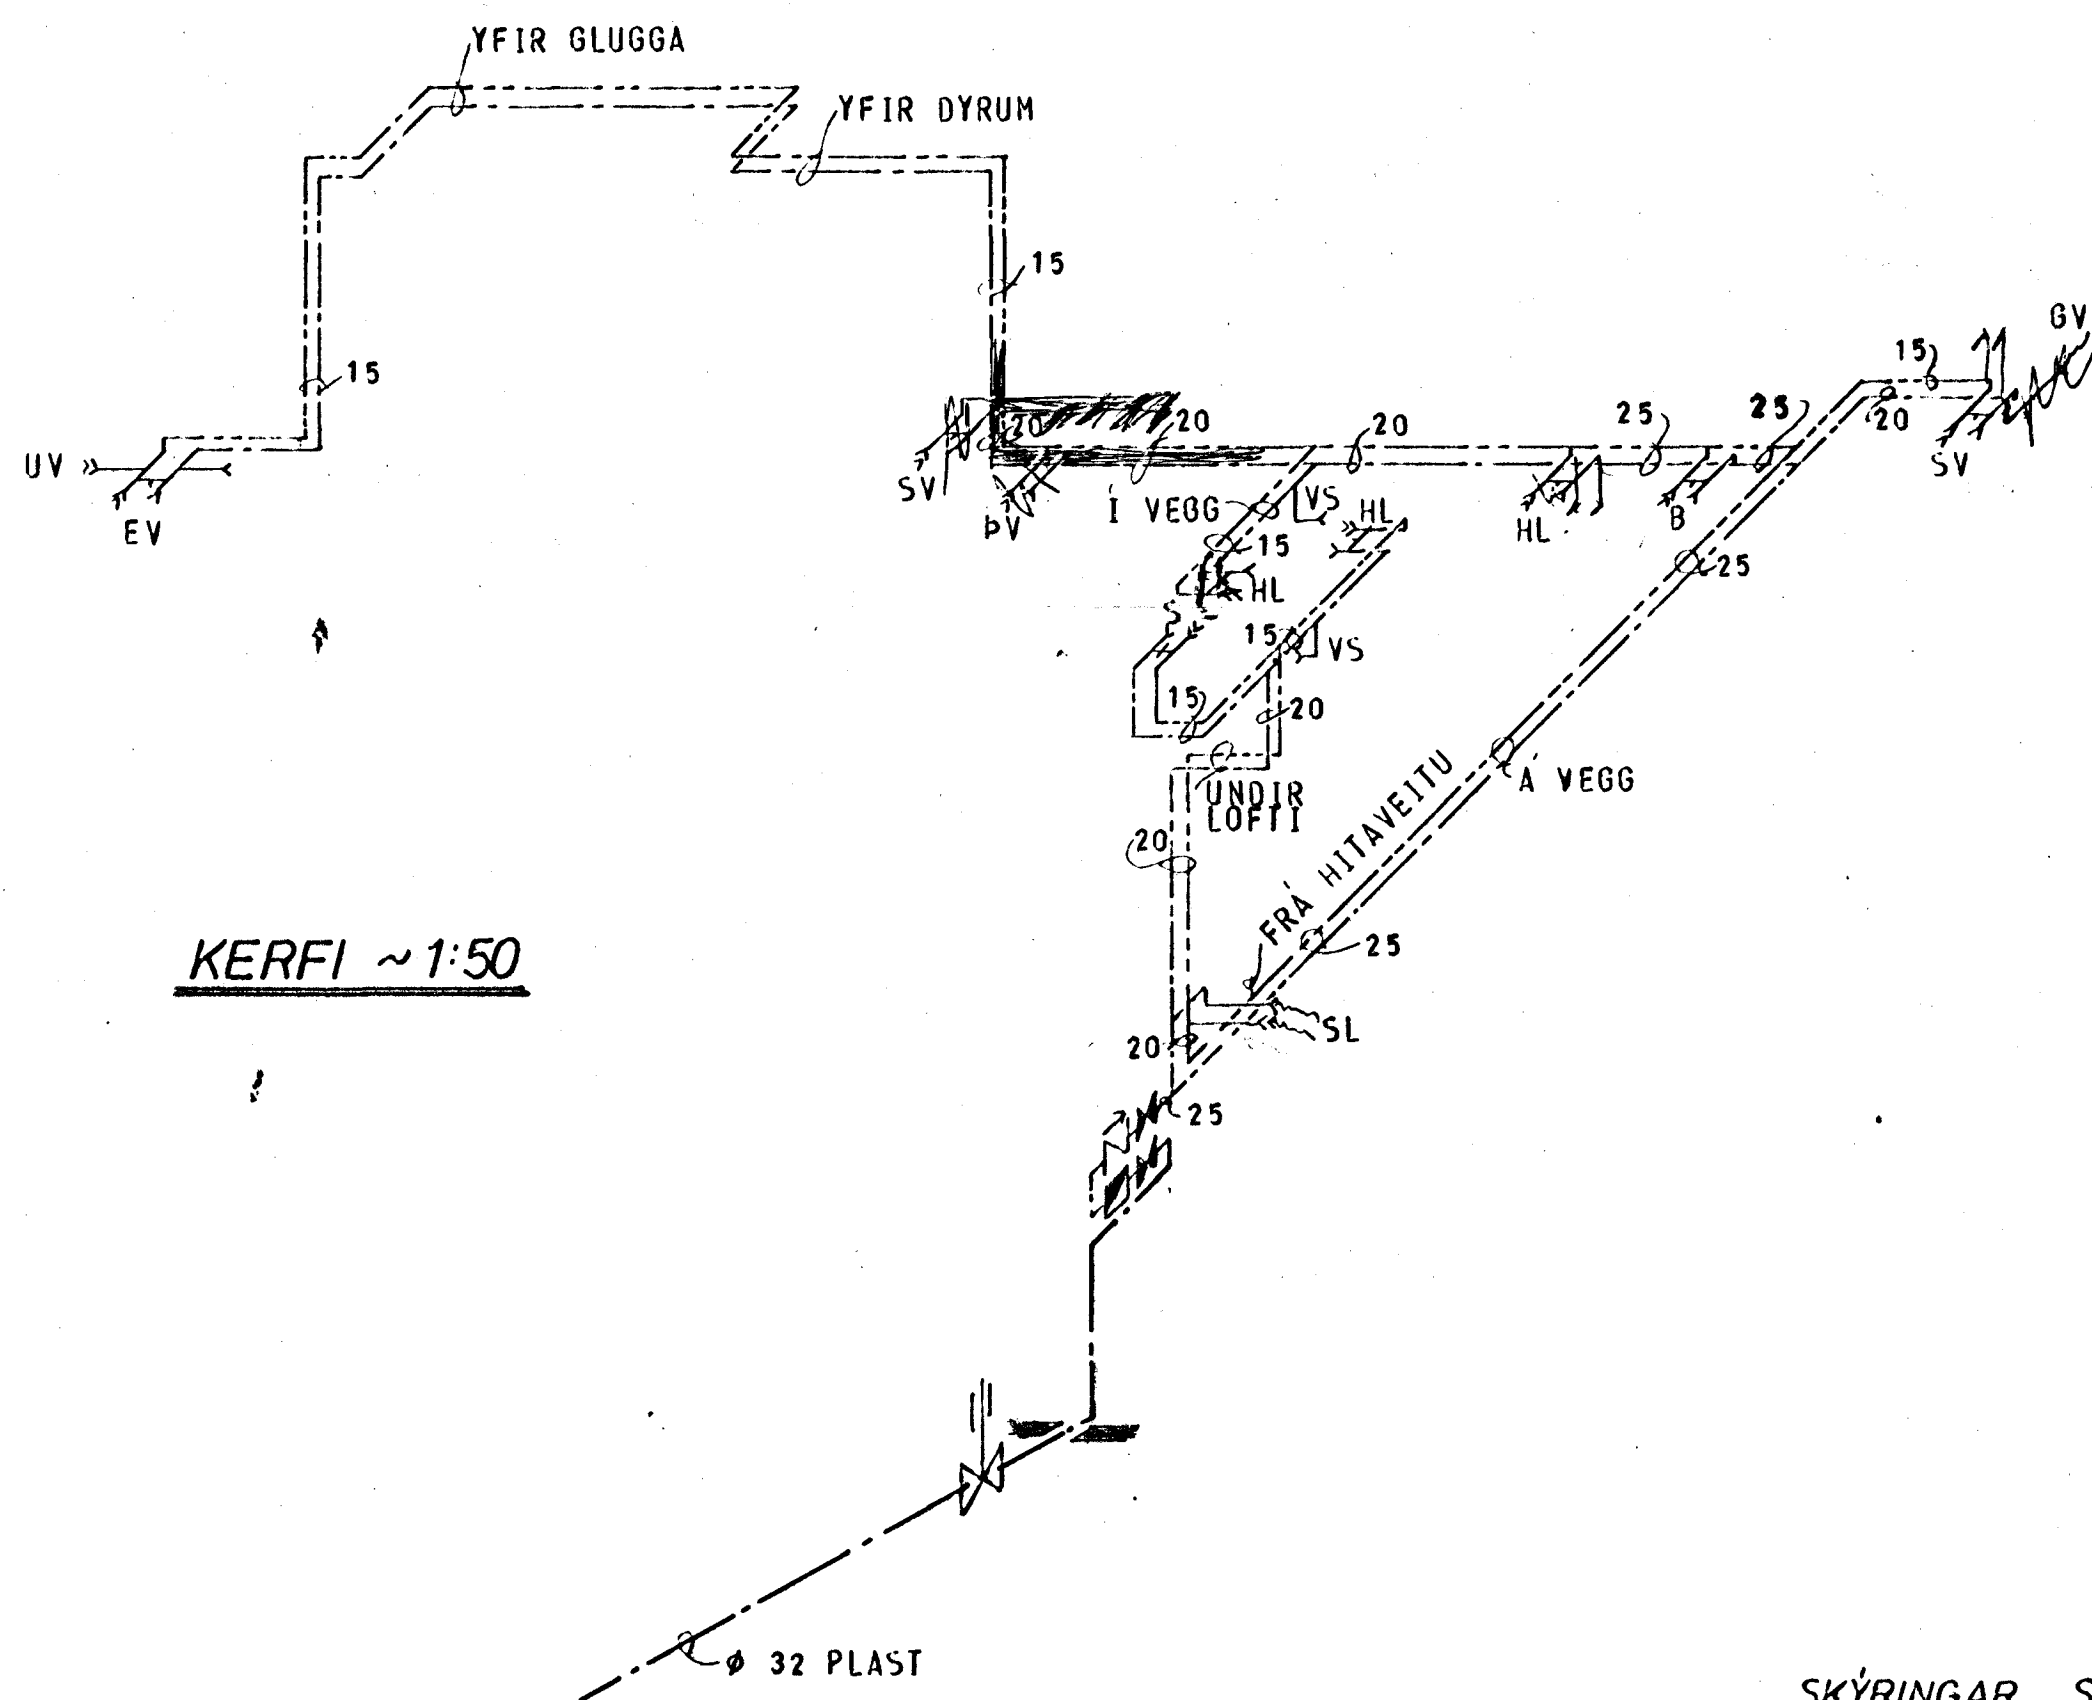 YFIR GLUGGA
YFIR DYRUM
15
15
GV
15
20
20
20
25
25
20
UV
EV
SV
ÞV
Í VEGG
VS
HL
HL
B
SV
15
HL
25
S
15
VS
15
20
Á VEGG
UNDIR
LOFTI
20
FRÁ HITAVEITU
25
KERFI ~ 1:50
SL
20
25
ø 32 PLAST
SKÝRINGAR S